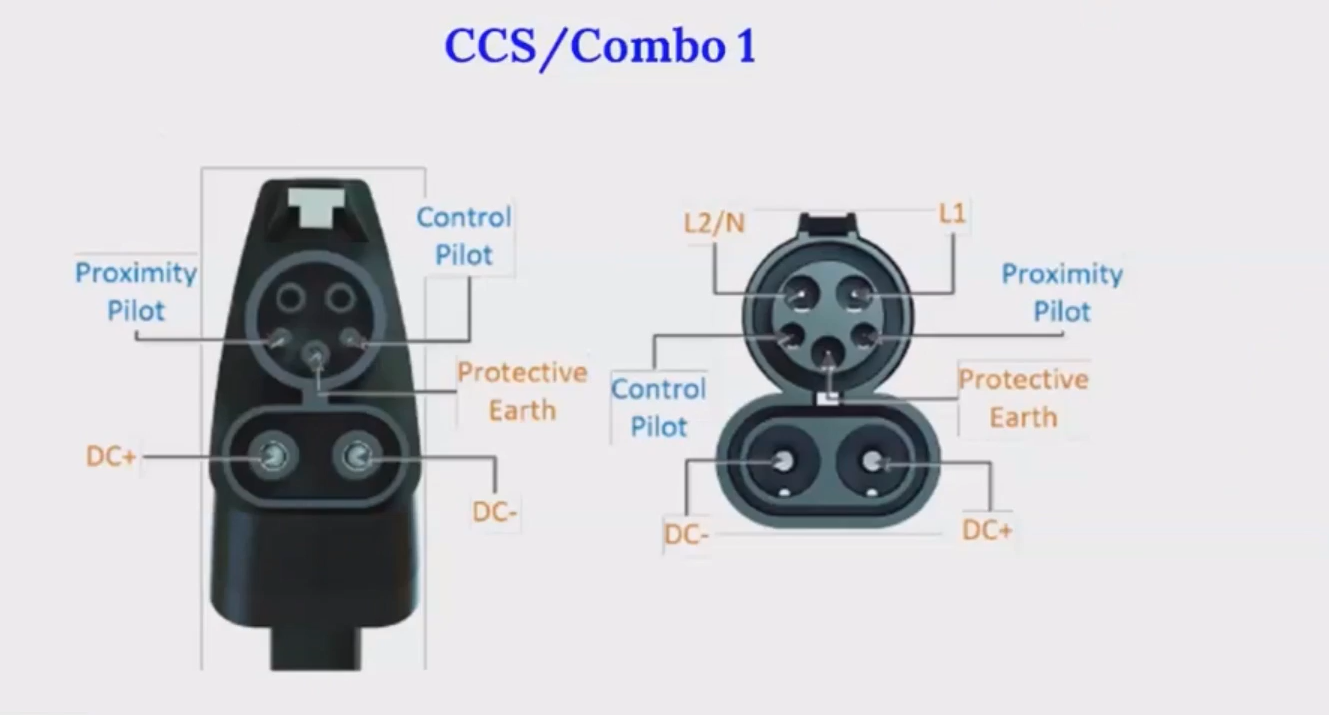 CCS/Combo 1
Control
Pilot
Proximity
Pilot
Protective
Earth
DC+
DC-
L2/N
L1
Proximity
Pilot
Control
Pilot
Protective
Earth
DC-
DC+